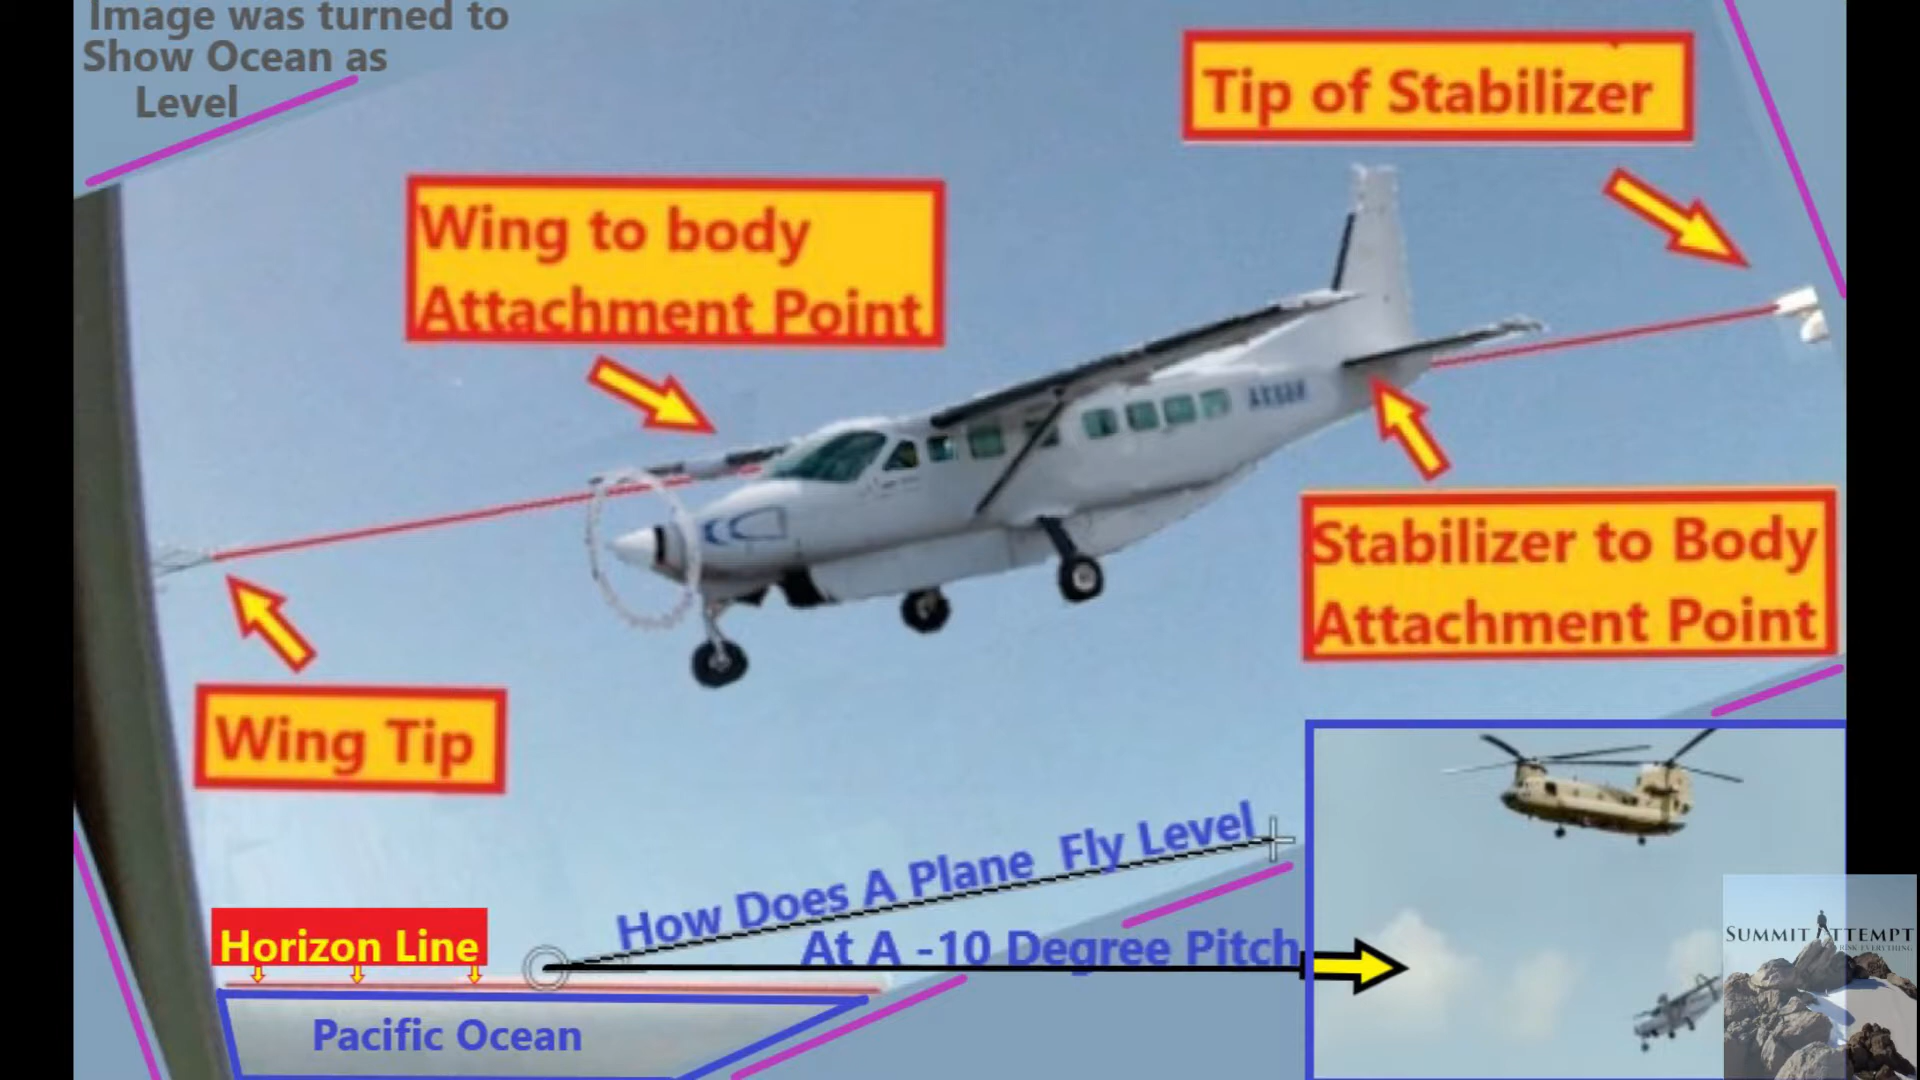 Image was turned to
Show Ocean as
Level
Tip of Stabilizer
Wing to body
Attachment Point
Stabilizer to Body
Attachment Point
Wing Tip
How Does A Plane Fly Level
At A -10 Degree Pitch
Horizon Line
Pacific Ocean
SUMMIT ATTEMPT
RISK EVERYTHING